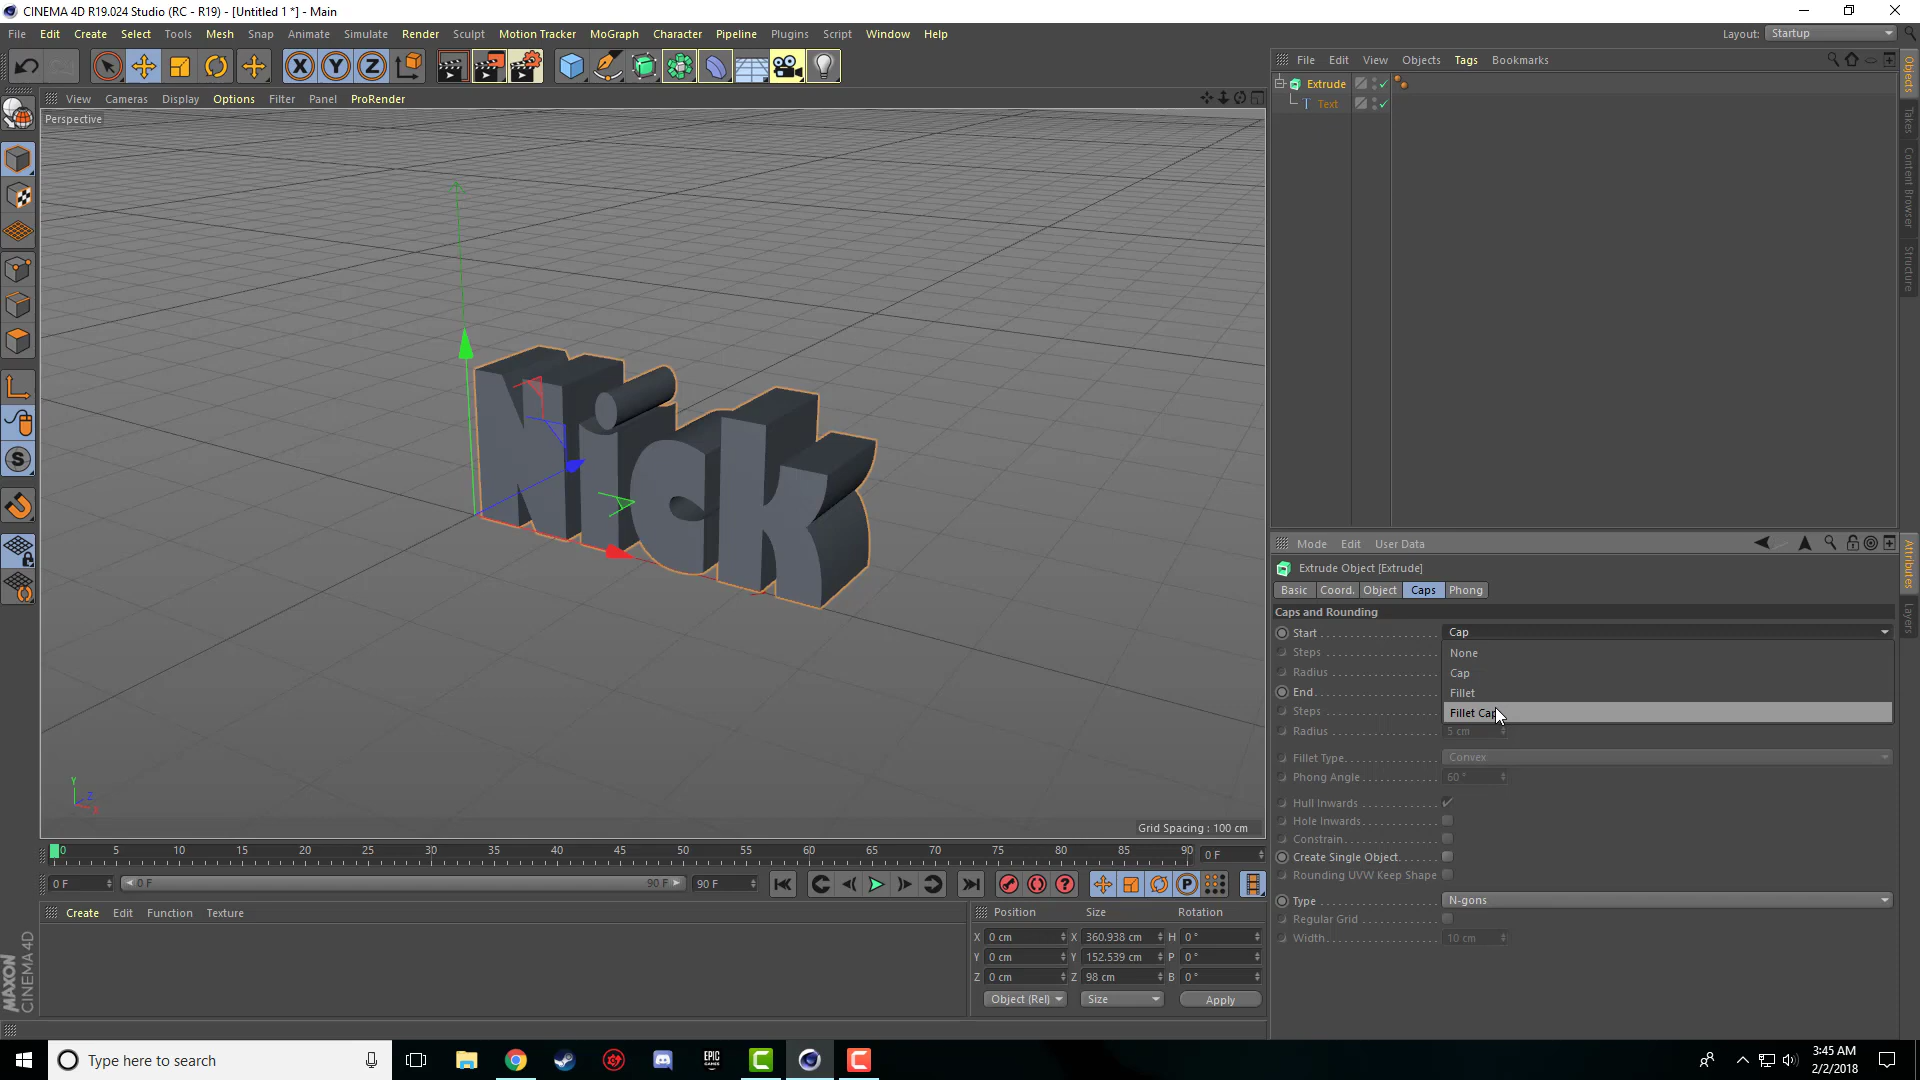 CINEMA 4D R19.024 Studio (RC - R19) - [Untitled 1 *] - Main
File Edit Create Select Tools Mesh Snap Animate Simulate Render Sculpt Motion Tracker MoGraph Character Pipeline Plugins Script Window Help Layout: Startup
X Y Z
View Cameras Display Options Filter Panel ProRender
Perspective
Nick
Y Z X
Grid Spacing : 100 cm
File Edit View Objects Tags Bookmarks
Extrude
Text
Objects
Takes
Content Browser
Structure
Mode Edit User Data
Extrude Object [Extrude]
Basic Coord. Object Caps Phong
Caps and Rounding
Start Cap
Steps None
Radius Cap
End Fillet
Steps Fillet Cap
Radius 5 cm
Fillet Type Convex
Phong Angle 60 °
Hull Inwards
Hole Inwards
Constrain
Create Single Object
Rounding UVW Keep Shape
Type N-gons
Regular Grid
Width 10 cm
Attributes
Layers
0 5 10 15 20 25 30 35 40 45 50 55 60 65 70 75 80 85 90 0 F
0 F 0 F 90 F 90 F
Create Edit Function Texture
Position Size Rotation
X 0 cm X 360.938 cm H 0 °
Y 0 cm Y 152.539 cm P 0 °
Z 0 cm Z 98 cm B 0 °
Object (Rel) Size Apply
MAXON
CINEMA 4D
Type here to search
EPIC
GAMES
3:45 AM
2/2/2018